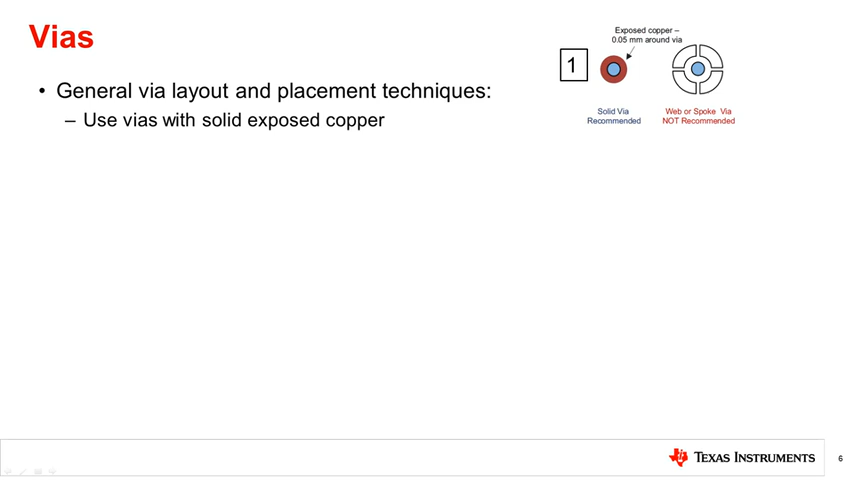 Vias
• General via layout and placement techniques:
– Use vias with solid exposed copper
Exposed copper –
0.05 mm around via
1
Solid Via
Recommended
Web or Spoke Via
NOT Recommended
TEXAS INSTRUMENTS
6